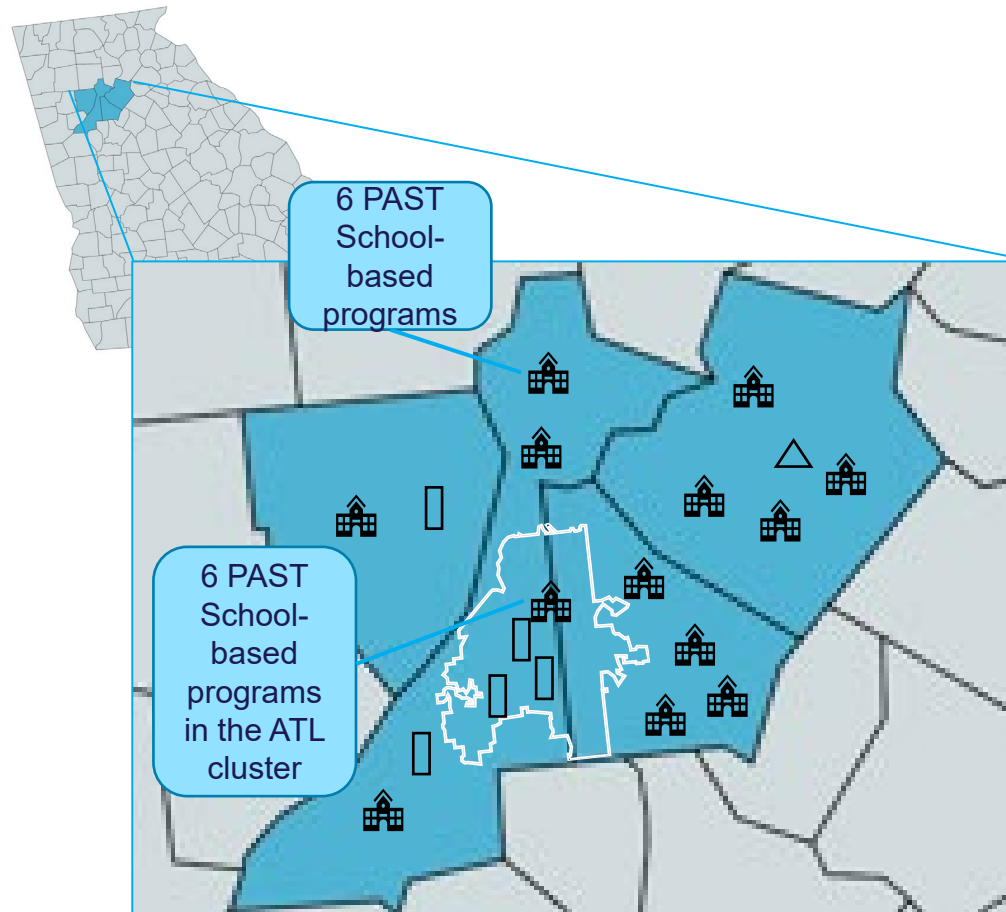 6 PAST
School-
based
programs
6 PAST
School-
based
programs
in the ATL
cluster